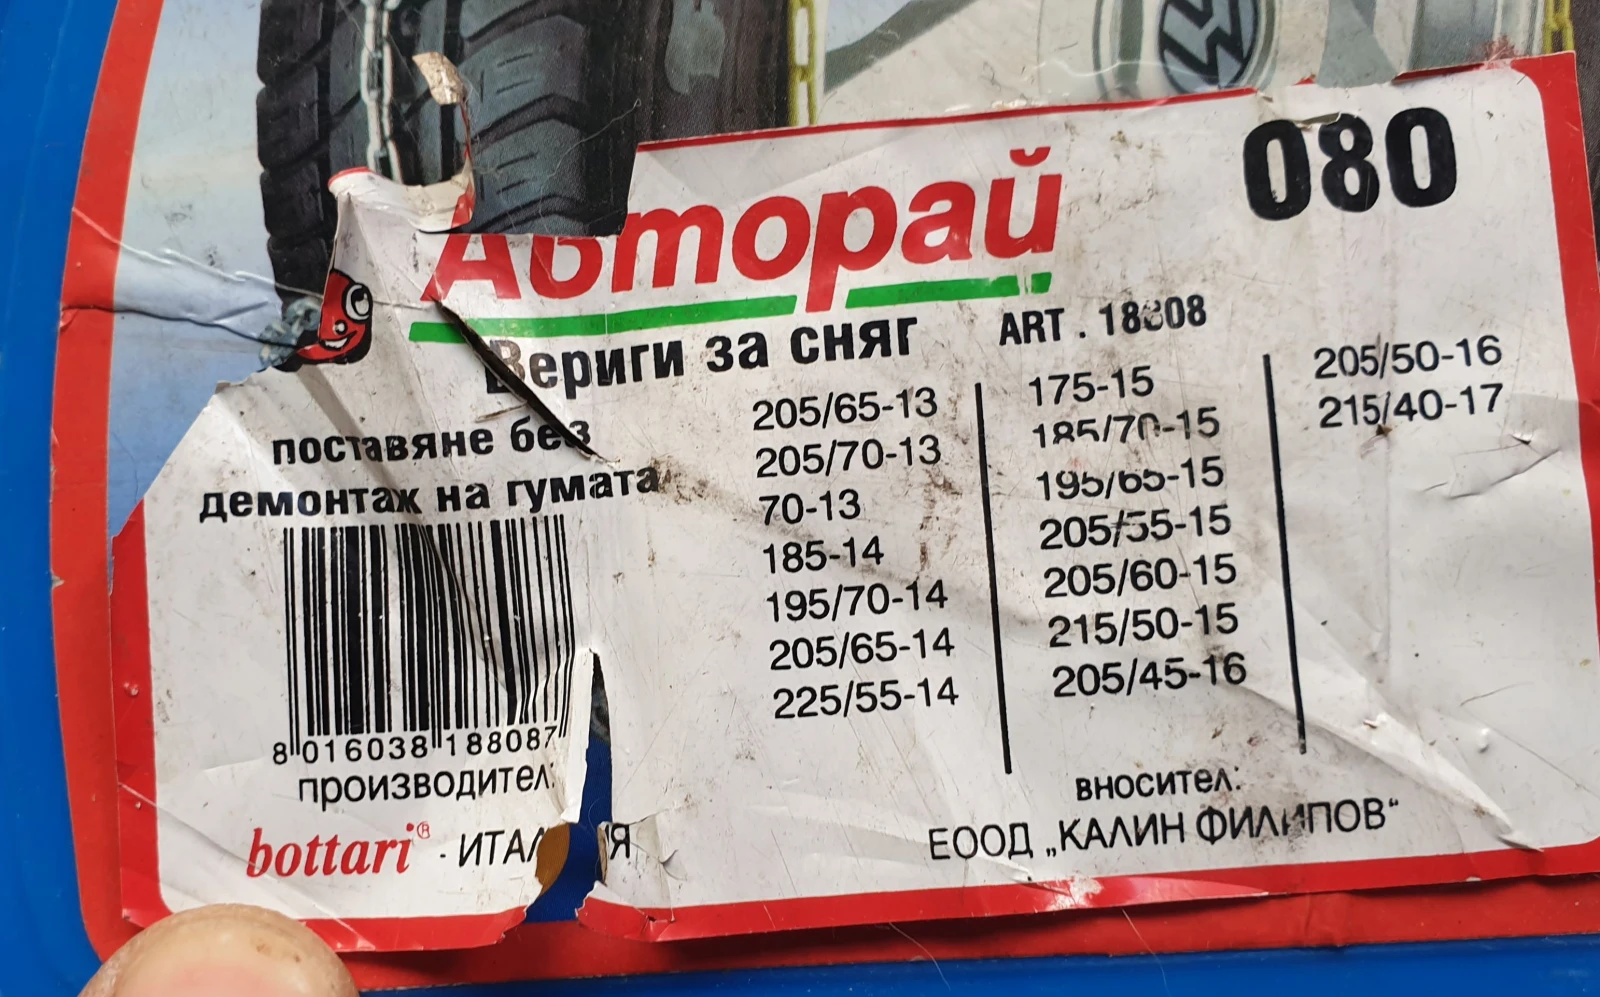 080
Авторай
Вериги за сняг ART . 18808
поставяне без
демонтаж на гумата
205/65-13
205/70-13
70-13
185-14
195/70-14
205/65-14
225/55-14
175-15
185/70-15
195/65-15
205/55-15
205/60-15
215/50-15
205/45-16
205/50-16
215/40-17
8 016038 188087
производител:
bottari® - ИТАЛИЯ
вносител:
ЕООД „КАЛИН ФИЛИПОВ“